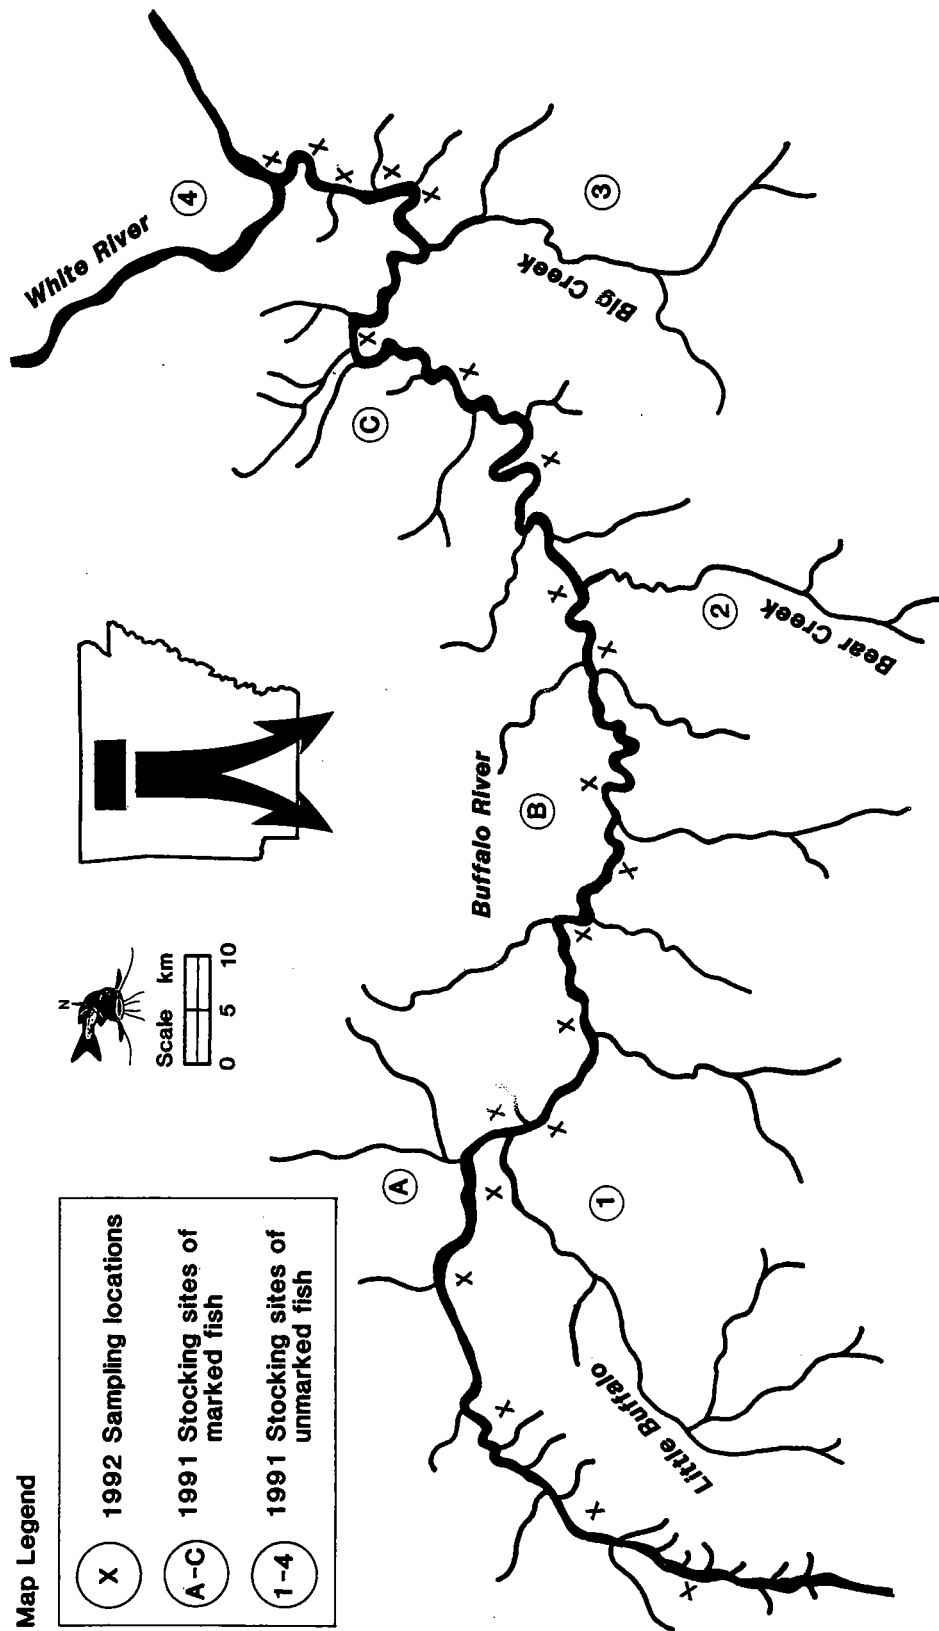 Map Legend
X 1992 Sampling locations
A-C 1991 Stocking sites of
marked fish
1-4 1991 Stocking sites of
unmarked fish
N
Scale km
0 5 10
White River
4
3
Big Creek
X
X
X
X
X
X
C
X
X
X
2
Bear Creek
X
Buffalo River
B
X
X
X
X
X
X
A
X
1
X
Little Buffalo
X
X
X